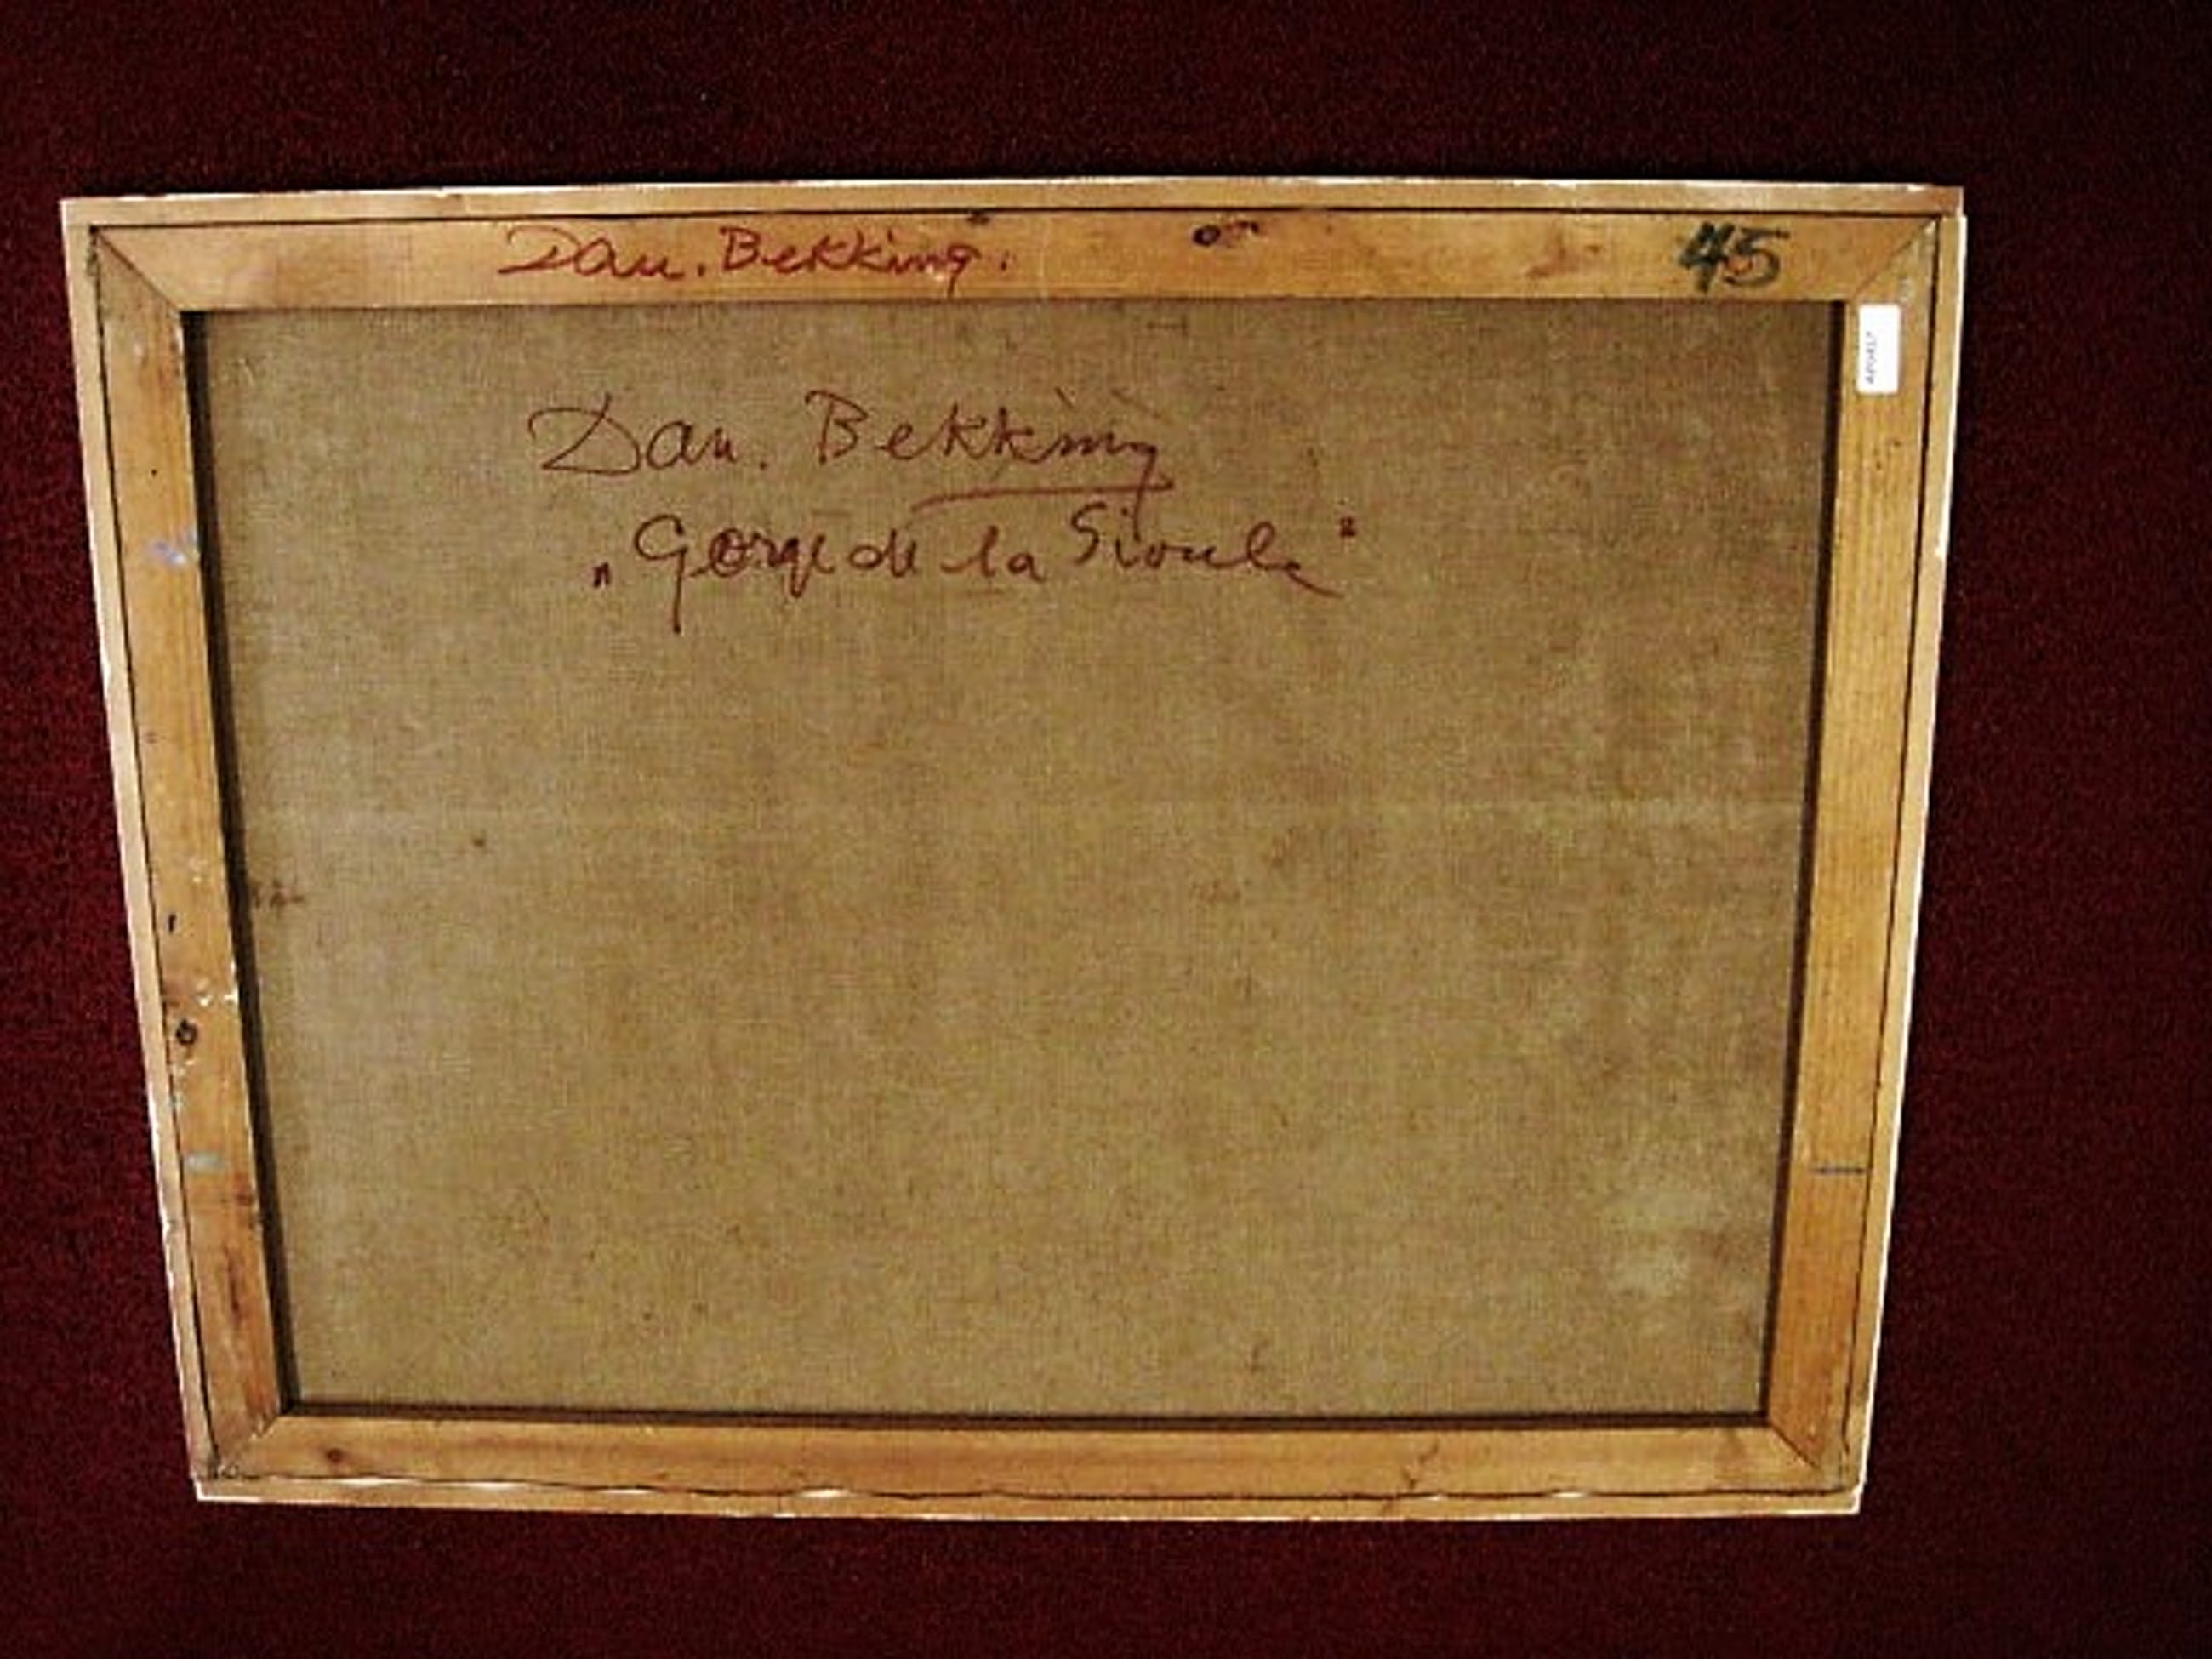 Dan. Bekking.
45
Dan. Bekking
„Gorge de la Sioule"